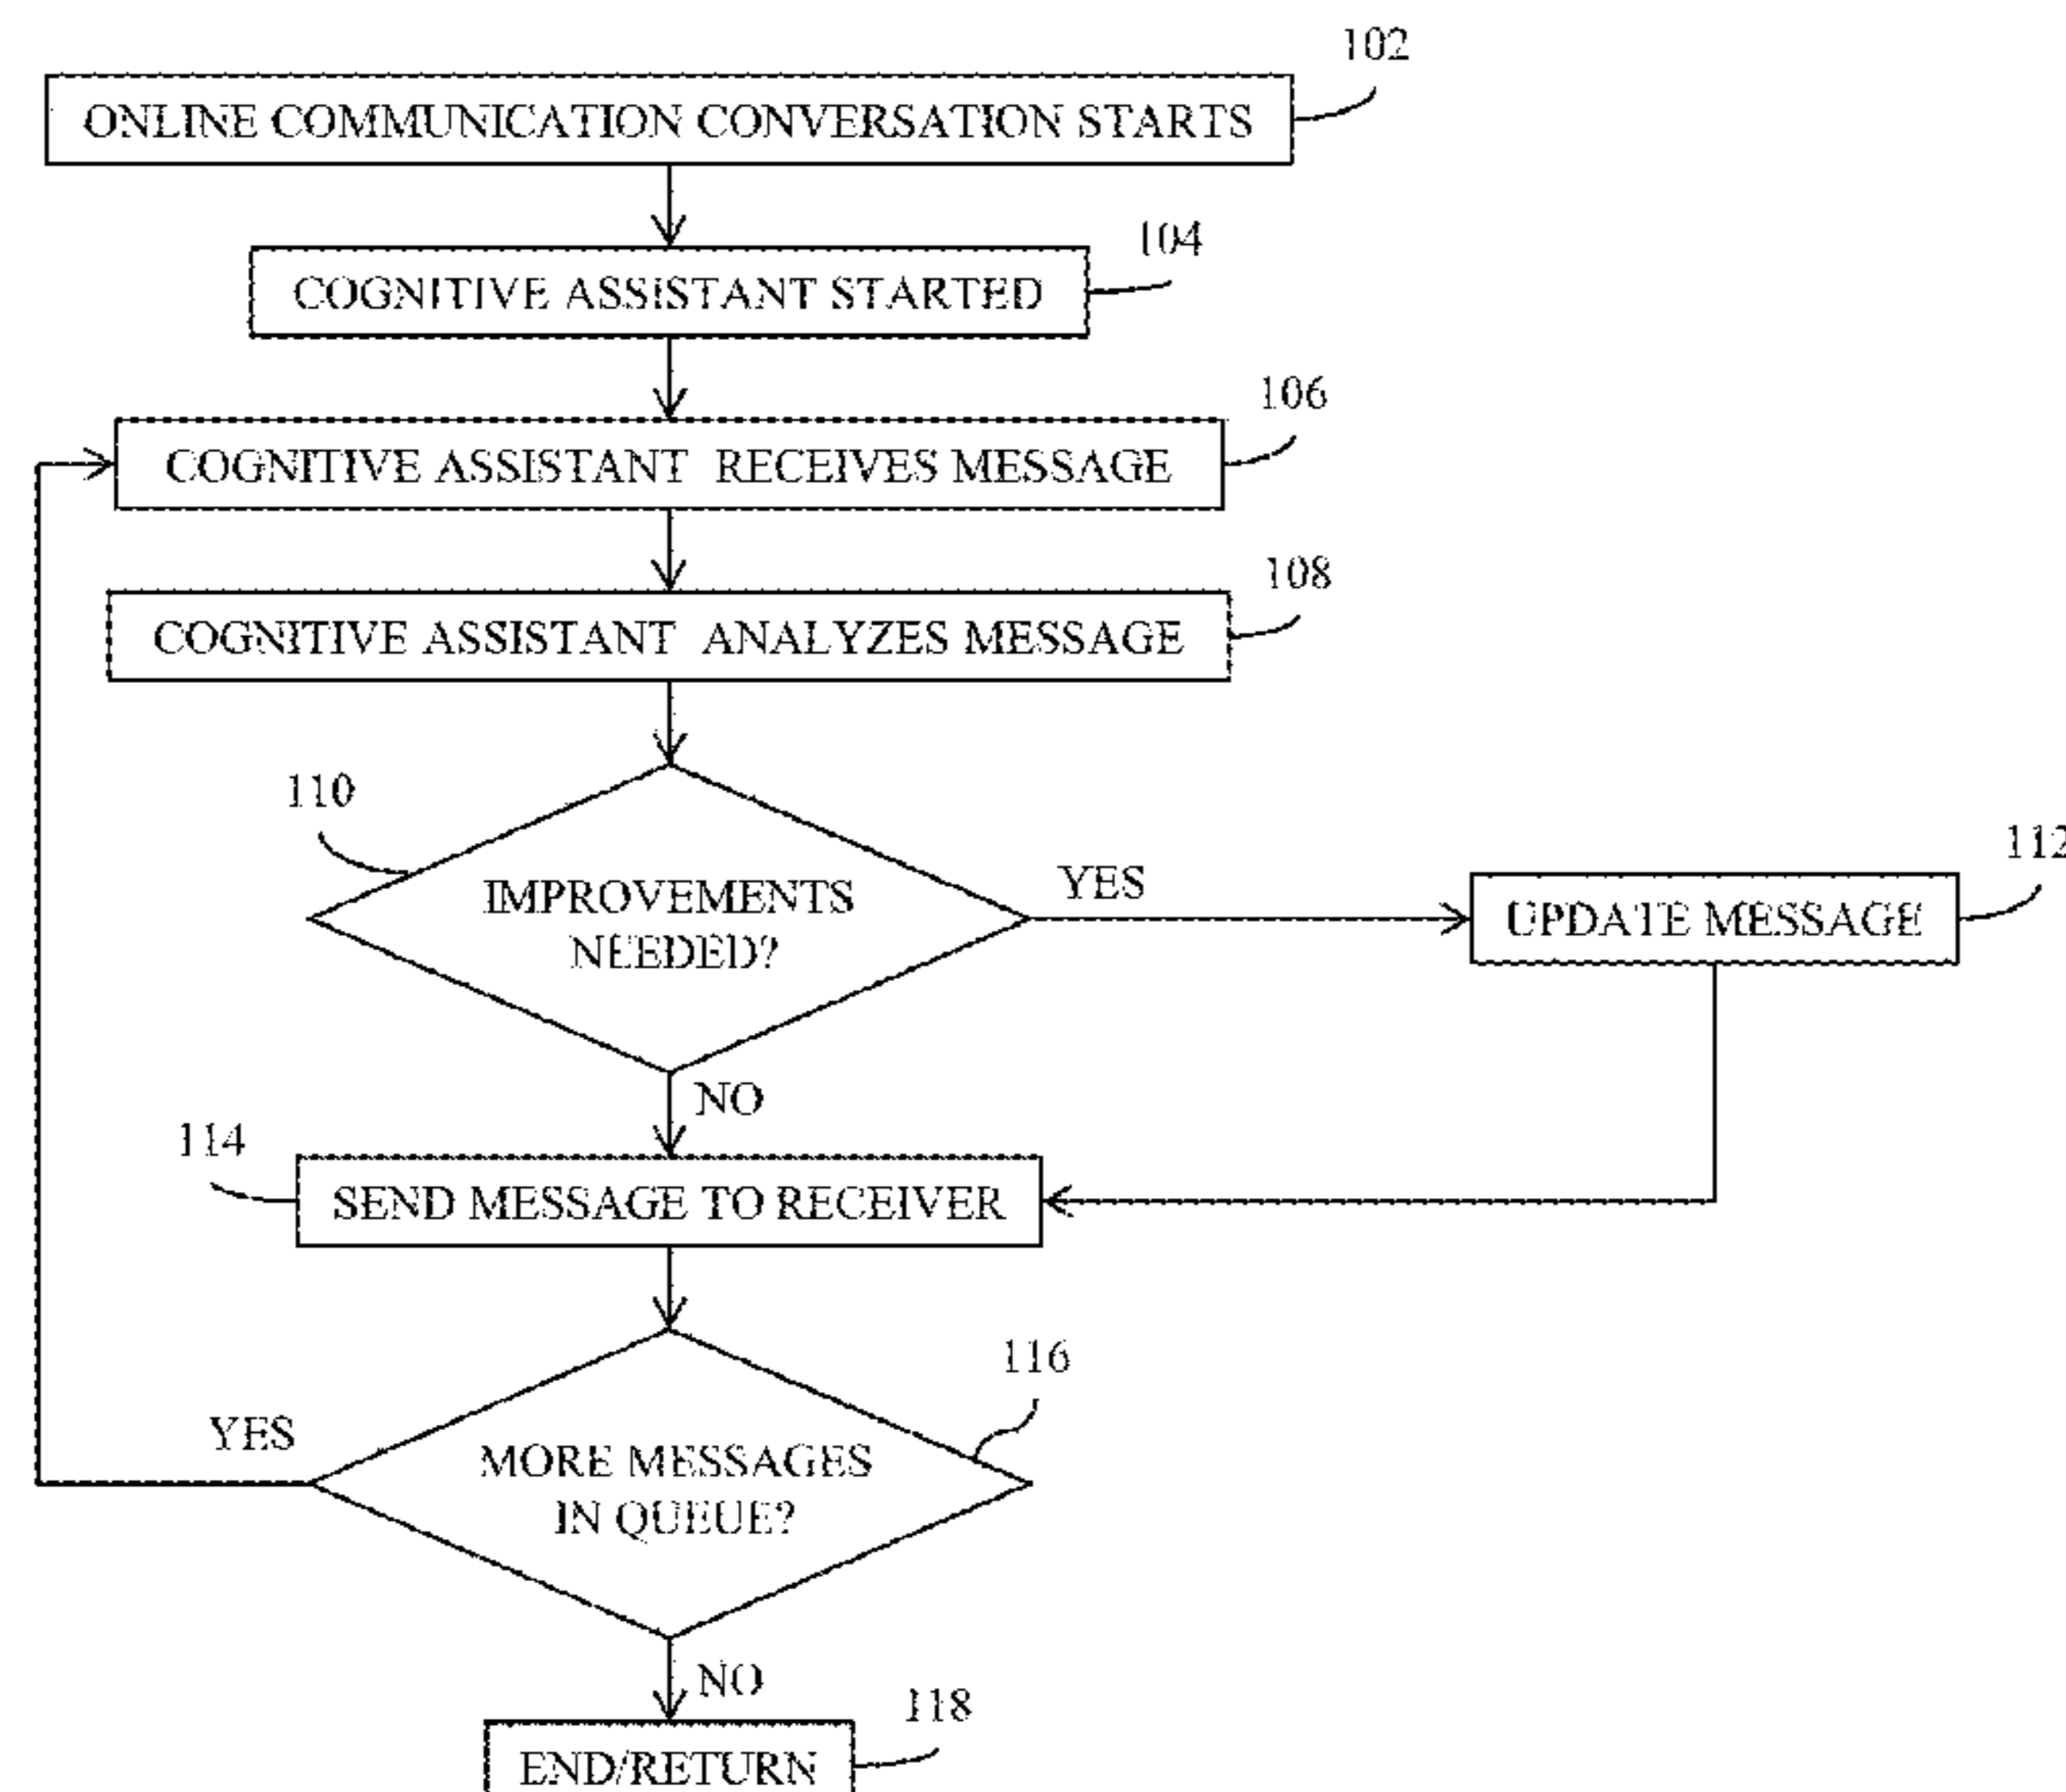 102
ONLINE COMMUNICATION CONVERSATION STARTS
104
COGNITIVE ASSISTANT STARTED
106
COGNITIVE ASSISTANT RECEIVES MESSAGE
108
COGNITIVE ASSISTANT ANALYZES MESSAGE
110
IMPROVEMENTS
NEEDED?
YES
112
UPDATE MESSAGE
NO
114
SEND MESSAGE TO RECEIVER
116
YES
MORE MESSAGES
IN QUEUE?
NO
118
END/RETURN